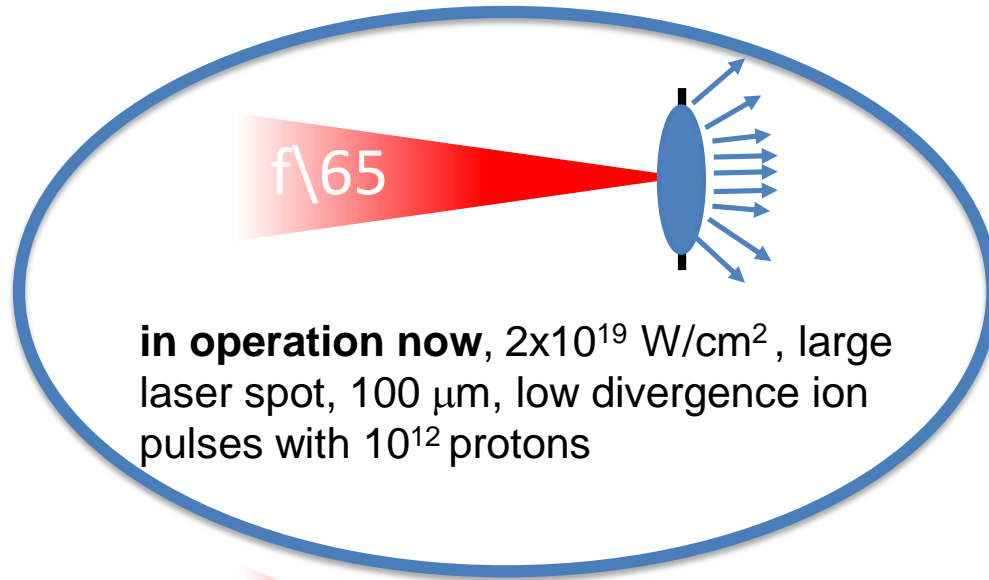 f\65
in operation now, 2x10¹⁹ W/cm² , large
laser spot, 100 μm, low divergence ion
pulses with 10¹² protons